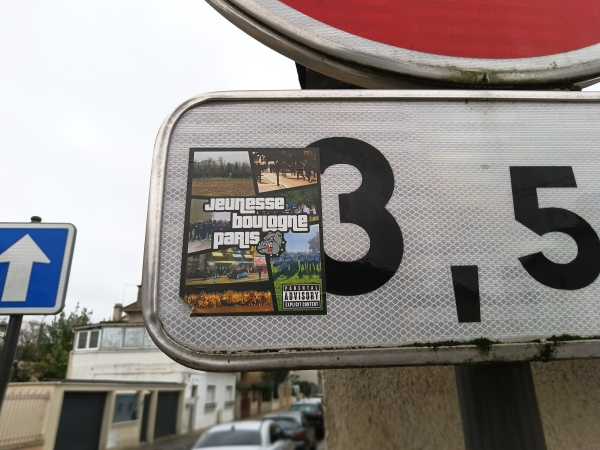 Jeunesse
boulogne
paris
PARENTAL
ADVISORY
EXPLICIT CONTENT
3,5